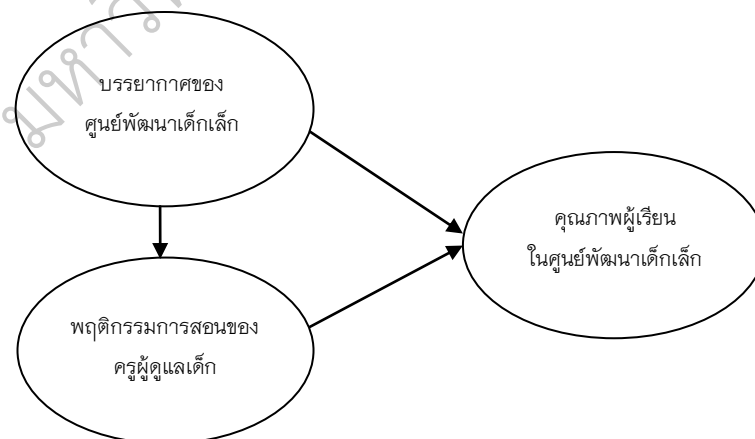 บรรยากาศของ
ศูนย์พัฒนาเด็กเล็ก
คุณภาพผู้เรียน
ในศูนย์พัฒนาเด็กเล็ก
พฤติกรรมการสอนของ
ครูผู้ดูแลเด็ก